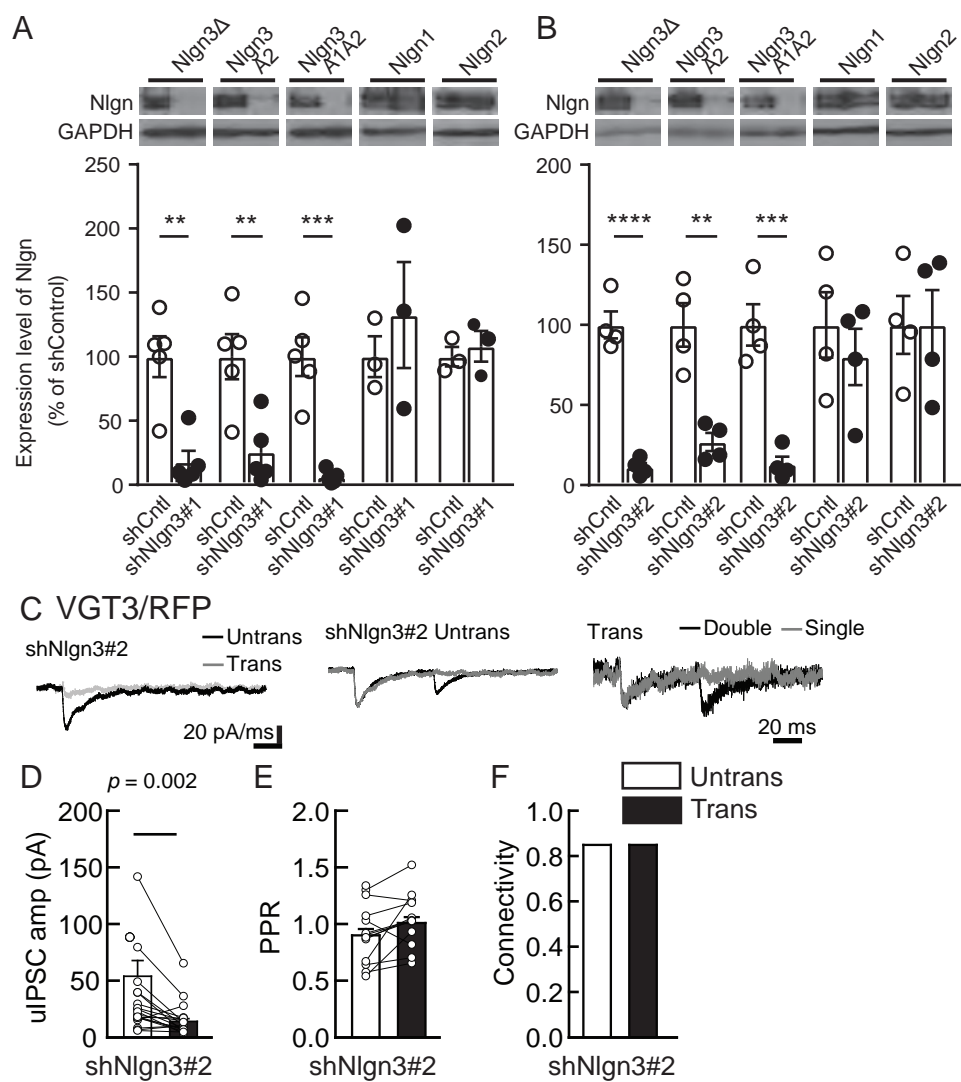 A
Nlgn3Δ
Nlgn3 A2
Nlgn3 A1A2
Nlgn1
Nlgn2
Nlgn
GAPDH
250
200
150
100
50
0
Expression level of Nlgn
(% of shControl)
**
**
***
shCntl
shNlgn3#1
shCntl
shNlgn3#1
shCntl
shNlgn3#1
shCntl
shNlgn3#1
shCntl
shNlgn3#1
B
Nlgn3Δ
Nlgn3 A2
Nlgn3 A1A2
Nlgn1
Nlgn2
Nlgn
GAPDH
200
150
100
50
0
****
**
***
shCntl
shNlgn3#2
shCntl
shNlgn3#2
shCntl
shNlgn3#2
shCntl
shNlgn3#2
shCntl
shNlgn3#2
C VGT3/RFP
shNlgn3#2
Untrans
Trans
20 pA/ms
shNlgn3#2 Untrans
Trans
Double
Single
20 ms
D
p = 0.002
200
150
100
50
0
uIPSC amp (pA)
shNlgn3#2
E
2.0
1.5
1.0
0.5
0.0
PPR
shNlgn3#2
F
Untrans
Trans
1.0
0.8
0.6
0.4
0.2
0.0
Connectivity
shNlgn3#2